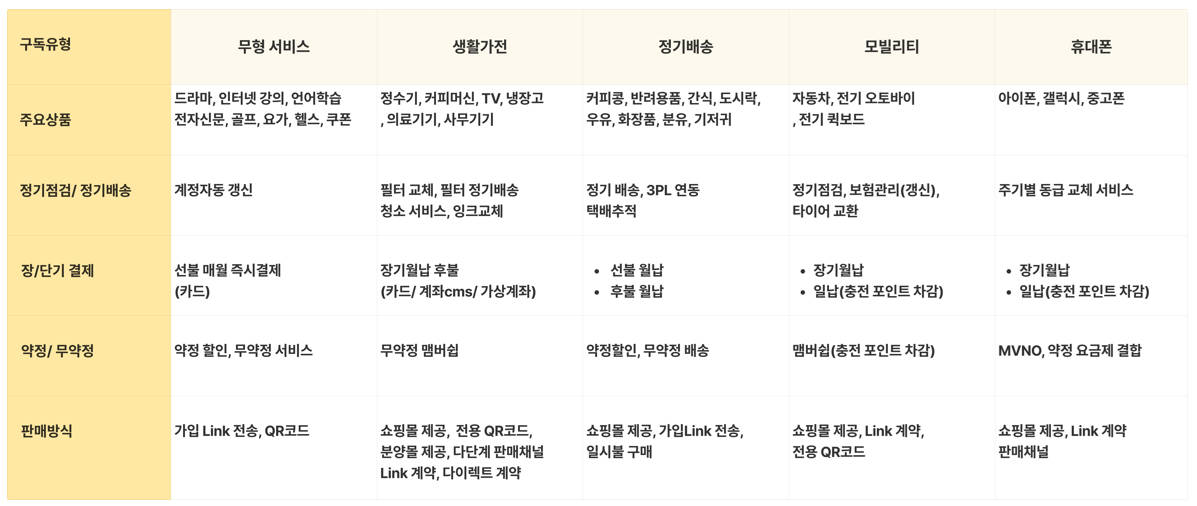 구독유형
무형 서비스
생활가전
정기배송
모빌리티
휴대폰
주요상품
드라마, 인터넷 강의, 언어학습
전자신문, 골프, 요가, 헬스, 쿠폰
정수기, 커피머신, TV, 냉장고
, 의료기기, 사무기기
커피콩, 반려용품, 간식, 도시락,
우유, 화장품, 분유, 기저귀
자동차, 전기 오토바이
, 전기 퀵보드
아이폰, 갤럭시, 중고폰
정기점검/ 정기배송
계정자동 갱신
필터 교체, 필터 정기배송
청소 서비스, 잉크교체
정기 배송, 3PL 연동
택배추적
정기점검, 보험관리(갱신),
타이어 교환
주기별 동급 교체 서비스
장/단기 결제
선불 매월 즉시결제
(카드)
장기월납 후불
(카드/ 계좌cms/ 가상계좌)
• 선불 월납
• 후불 월납
• 장기월납
• 일납(충전 포인트 차감)
• 장기월납
• 일납(충전 포인트 차감)
약정/ 무약정
약정 할인, 무약정 서비스
무약정 맴버쉽
약정할인, 무약정 배송
맴버쉽(충전 포인트 차감)
MVNO, 약정 요금제 결합
판매방식
가입 Link 전송, QR코드
쇼핑몰 제공, 전용 QR코드,
분양몰 제공, 다단계 판매채널
Link 계약, 다이렉트 계약
쇼핑몰 제공, 가입Link 전송,
일시불 구매
쇼핑몰 제공, Link 계약,
전용 QR코드
쇼핑몰 제공, Link 계약
판매채널